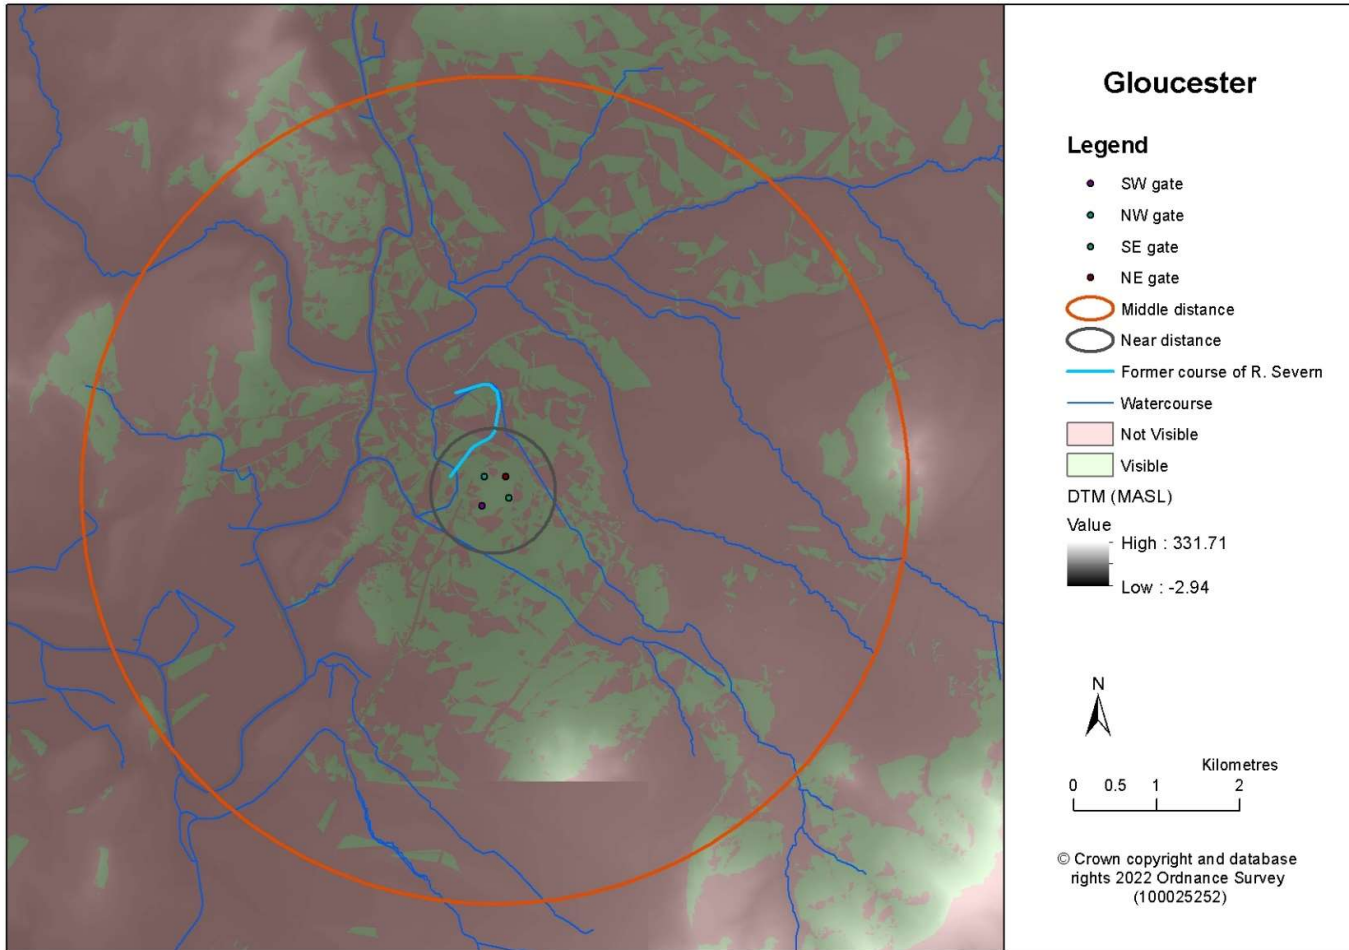 Gloucester
Legend
SW gate
NW gate
SE gate
NE gate
Middle distance
Near distance
Former course of R. Severn
Watercourse
Not Visible
Visible
DTM (MASL)
Value
High : 331.71
Low : -2.94
N
Kilometres
0 0.5 1 2
© Crown copyright and database
rights 2022 Ordnance Survey
(100025252)